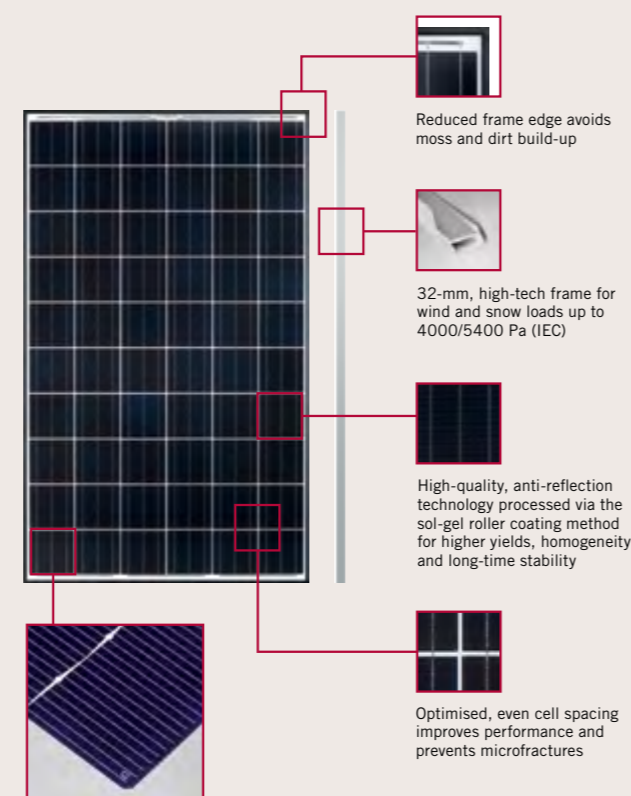 Reduced frame edge avoids
moss and dirt build-up
32-mm, high-tech frame for
wind and snow loads up to
4000/5400 Pa (IEC)
High-quality, anti-reflection
technology processed via the
sol-gel roller coating method
for higher yields, homogeneity
and long-time stability
Optimised, even cell spacing
improves performance and
prevents microfractures